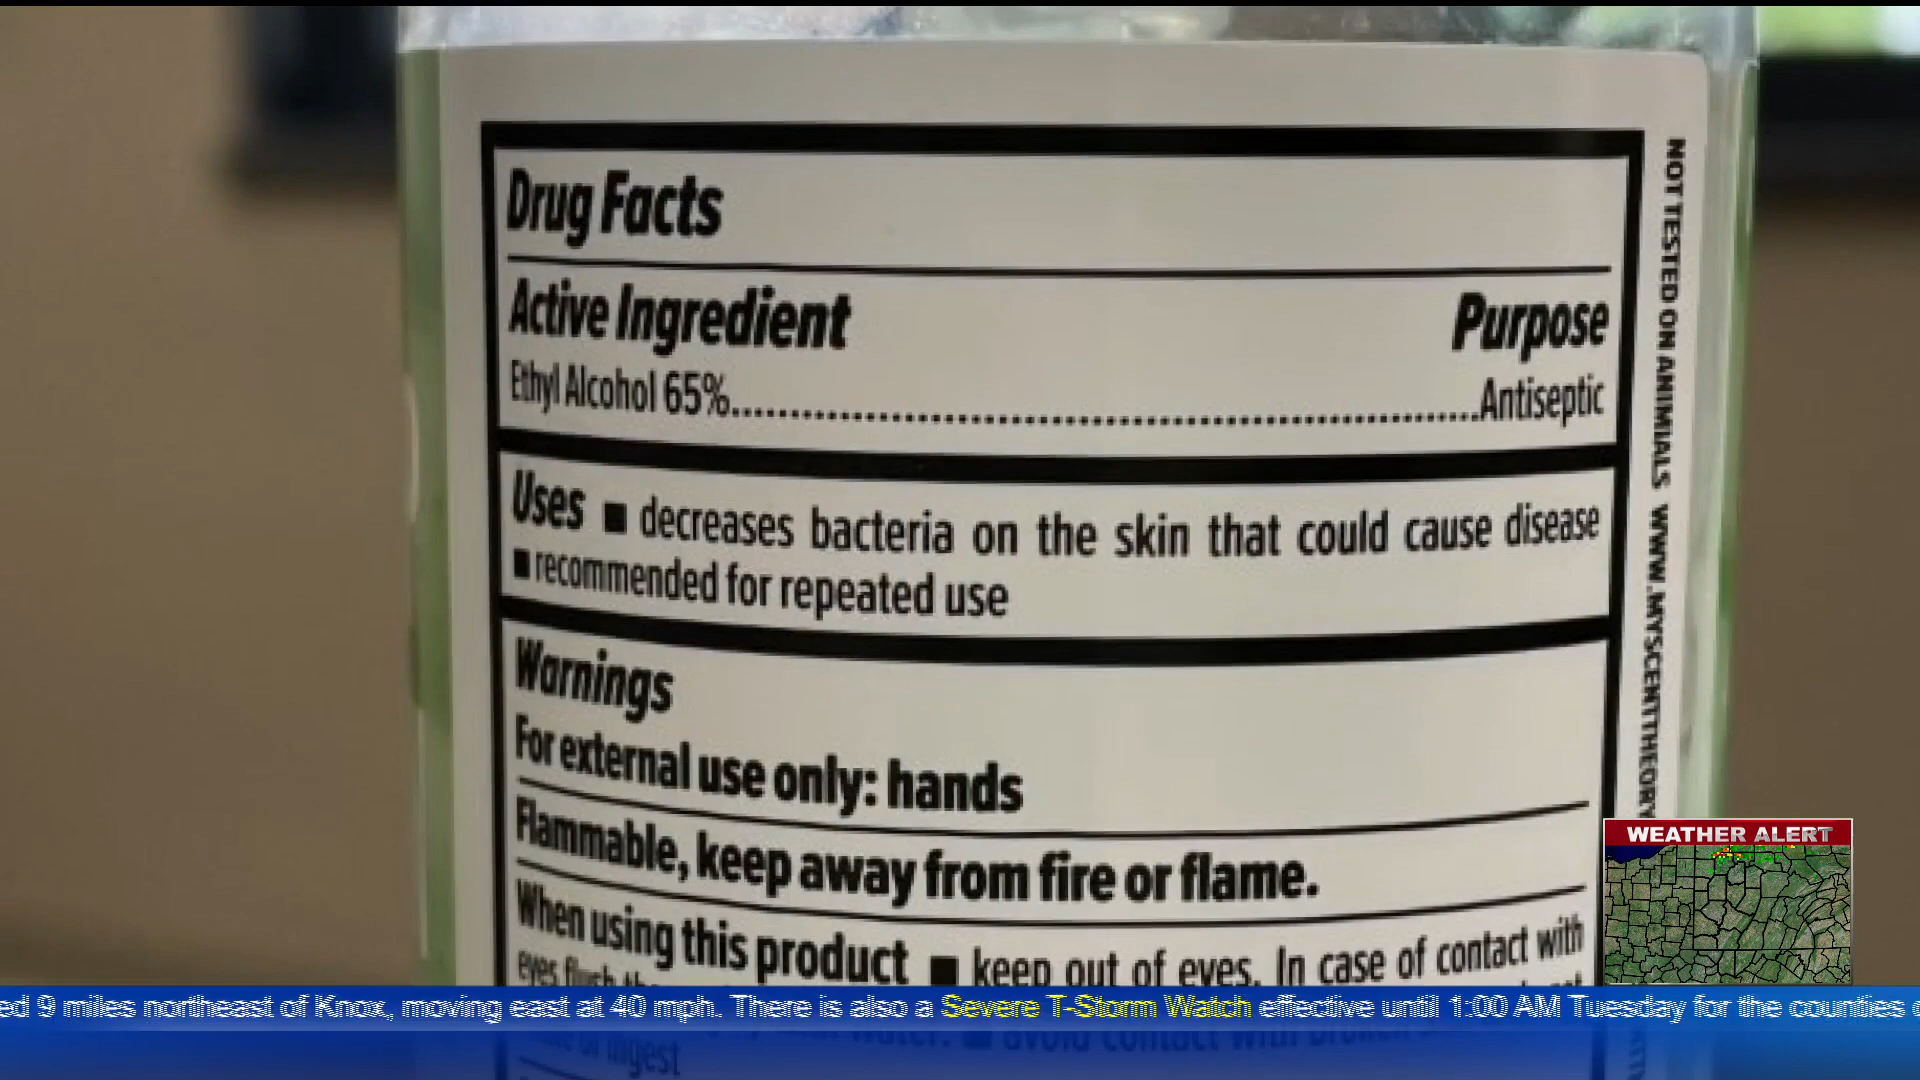 Drug Facts
Active Ingredient Purpose
Ethyl Alcohol 65%................................Antiseptic
Uses ■ decreases bacteria on the skin that could cause disease
■ recommended for repeated use
Warnings
For external use only: hands
Flammable, keep away from fire or flame.
When using this product ■ keep out of eyes. In case of contact with
eyes flush
ingest
NOT TESTED ON ANIMALS WWW.MYSCENTTHEORY
WEATHER ALERT
ed 9 miles northeast of Knox, moving east at 40 mph. There is also a Severe T-Storm Watch effective until 1:00 AM Tuesday for the counties